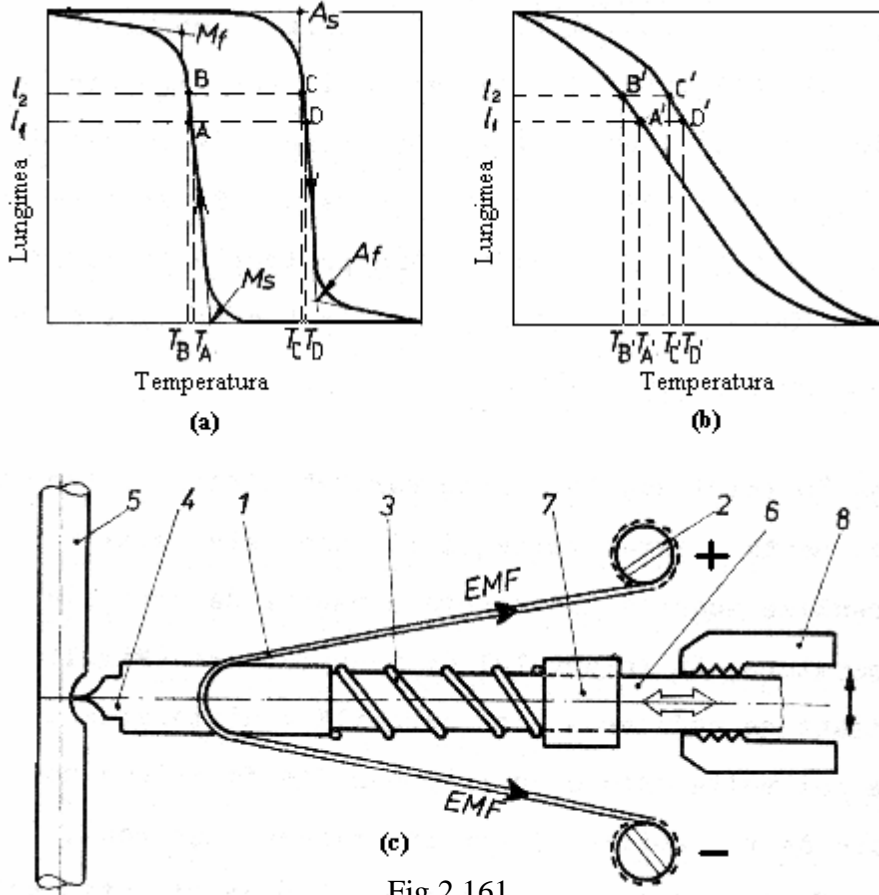 Mf
As
B
C
A
D
l2
l1
Lungimea
Ms
Af
TB TA
TC TD
Temperatura
(a)
B'
C'
A'
D'
l2
l1
Lungimea
TB' TA' TC' TD'
Temperatura
(b)
5
4
1
3
7
2
6
8
+
EMF
EMF
(c)
−
Fig 2.161